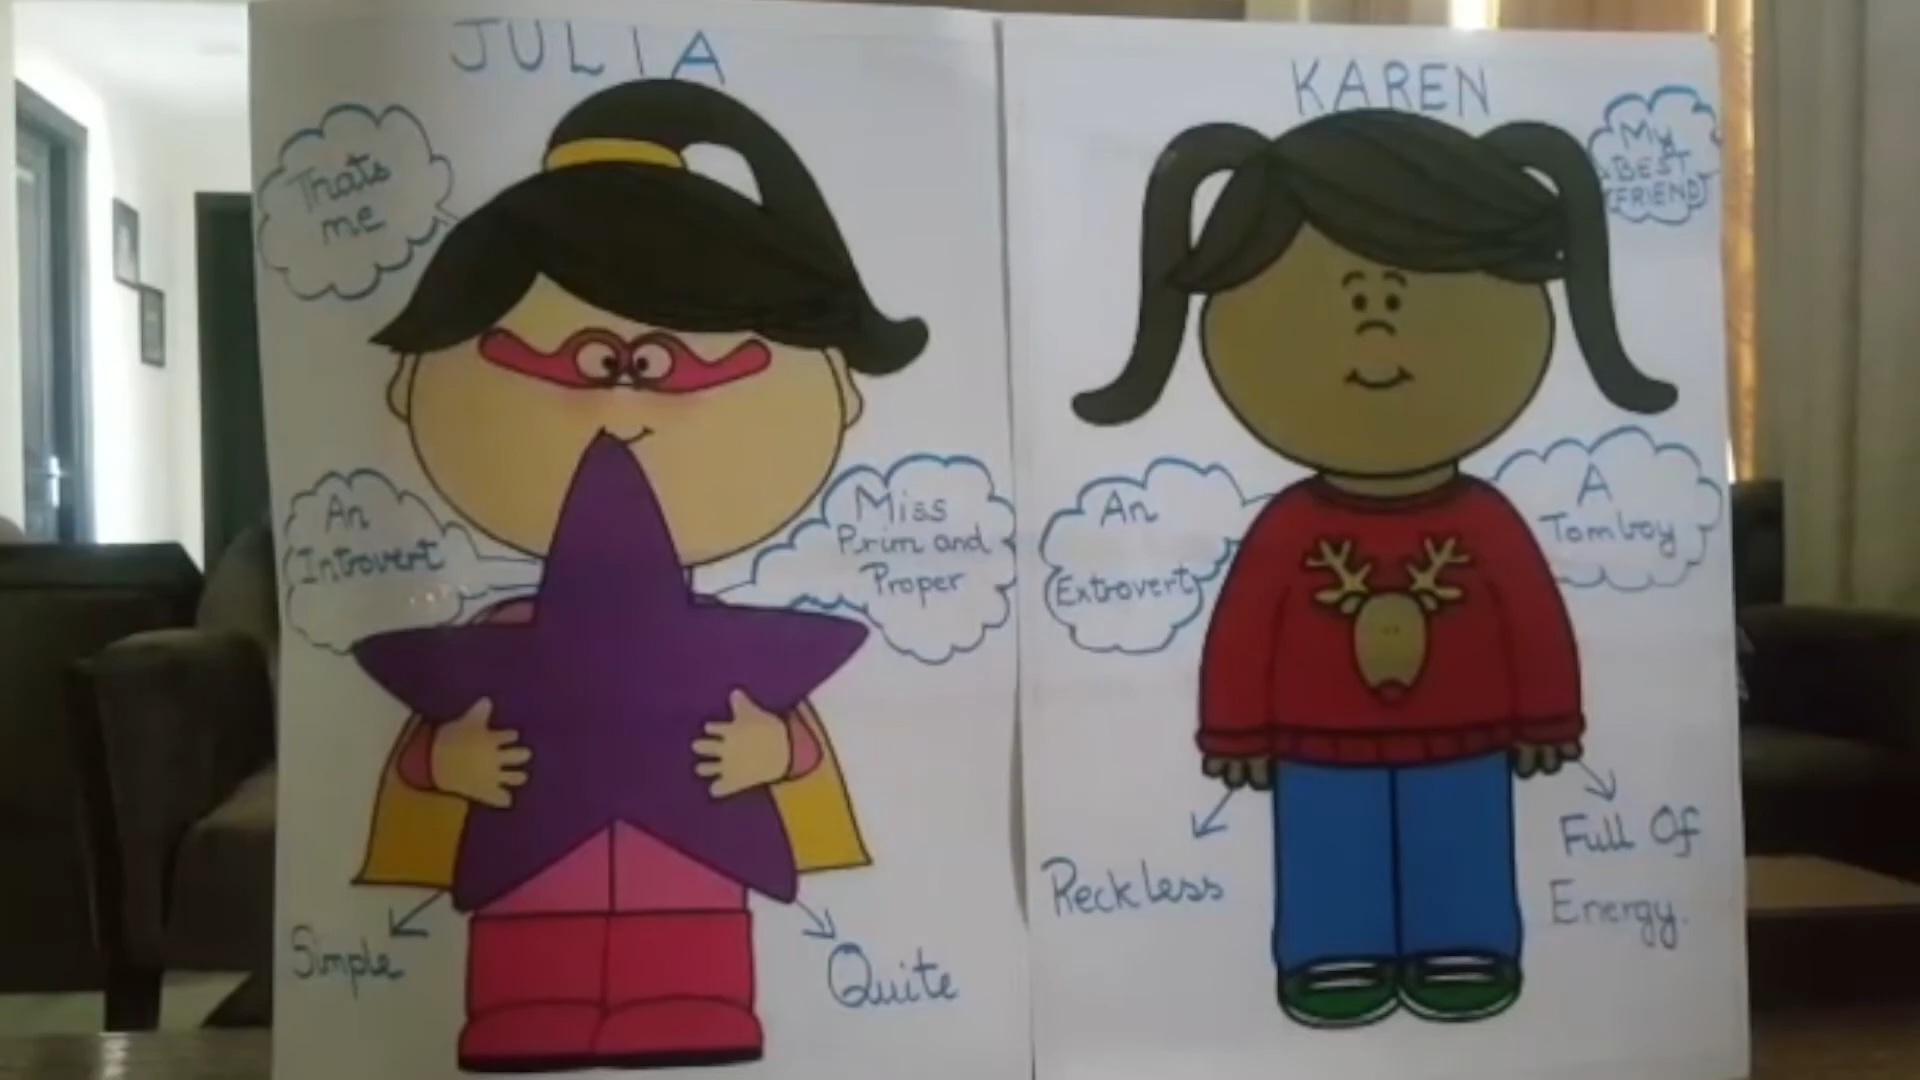 JULIA
Thats
me
An
Introvert
Miss
Prim and
Proper
Simple
Quite
KAREN
My
BEST
FRIEND
An
Extrovert
A
Tomboy
Reckless
Full Of
Energy.